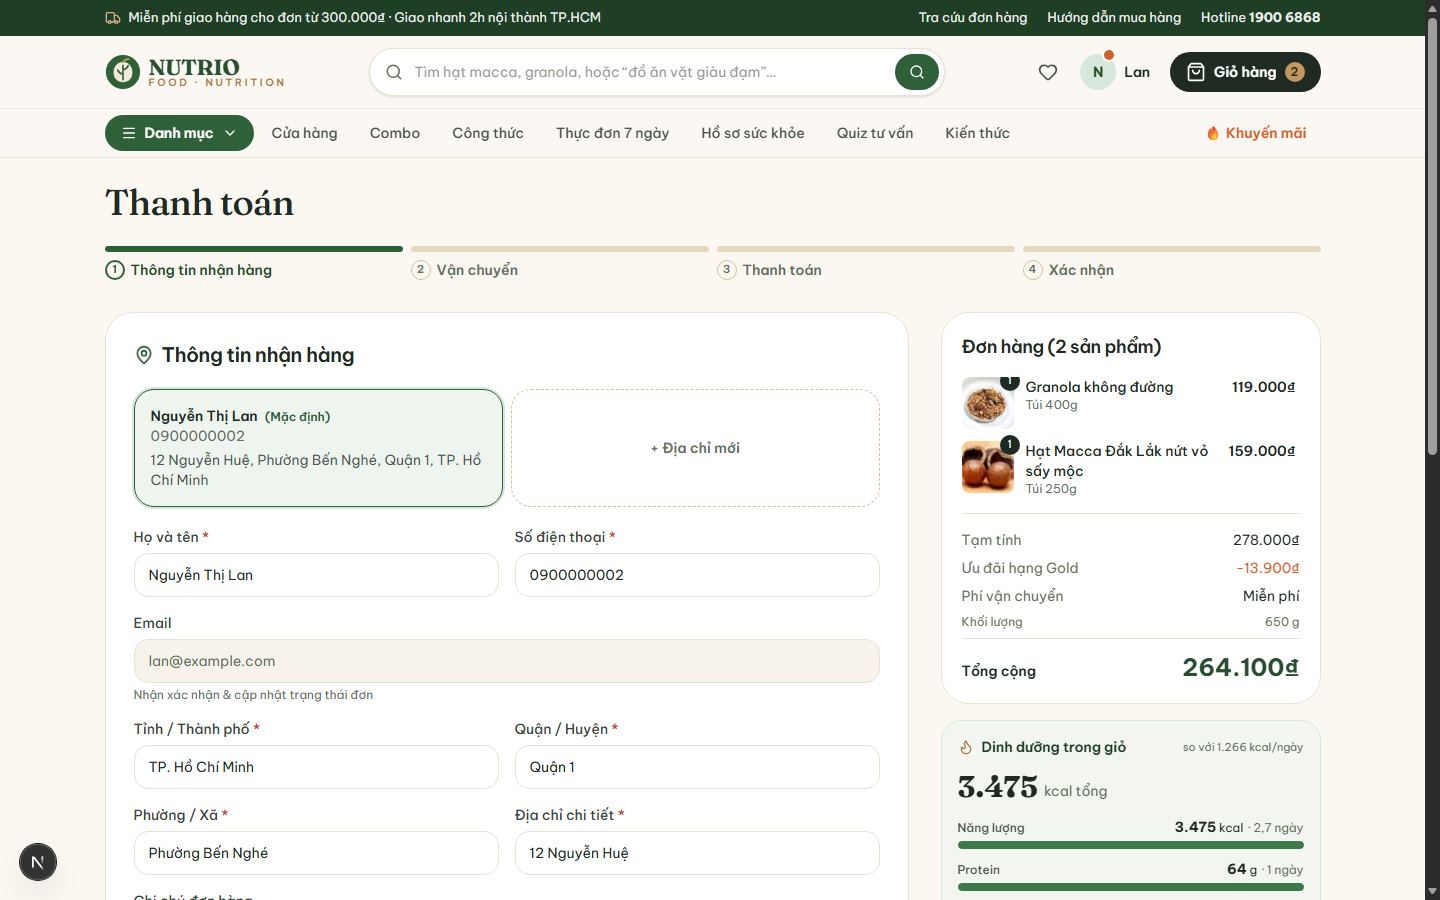 Miễn phí giao hàng cho đơn từ 300.000₫ · Giao nhanh 2h nội thành TP.HCM
Tra cứu đơn hàng
Hướng dẫn mua hàng
Hotline 1900 6868
NUTRIO
FOOD · NUTRITION
Tìm hạt macca, granola, hoặc “đồ ăn vặt giàu đạm”...
N
Lan
Giỏ hàng 2
Danh mục
Cửa hàng
Combo
Công thức
Thực đơn 7 ngày
Hồ sơ sức khỏe
Quiz tư vấn
Kiến thức
Khuyến mãi
Thanh toán
1 Thông tin nhận hàng
2 Vận chuyển
3 Thanh toán
4 Xác nhận
Thông tin nhận hàng
Nguyễn Thị Lan (Mặc định)
0900000002
12 Nguyễn Huệ, Phường Bến Nghé, Quận 1, TP. Hồ
Chí Minh
+ Địa chỉ mới
Họ và tên *
Số điện thoại *
Nguyễn Thị Lan
0900000002
Email
lan@example.com
Nhận xác nhận & cập nhật trạng thái đơn
Tỉnh / Thành phố *
Quận / Huyện *
TP. Hồ Chí Minh
Quận 1
Phường / Xã *
Địa chỉ chi tiết *
Phường Bến Nghé
12 Nguyễn Huệ
Ghi chú đơn hàng
Đơn hàng (2 sản phẩm)
1
Granola không đường
119.000₫
Túi 400g
1
Hạt Macca Đắk Lắk nứt vỏ
159.000₫
sấy mộc
Túi 250g
Tạm tính
278.000₫
Ưu đãi hạng Gold
-13.900₫
Phí vận chuyển
Miễn phí
Khối lượng
650 g
Tổng cộng
264.100₫
Dinh dưỡng trong giỏ
so với 1.266 kcal/ngày
3.475 kcal tổng
Năng lượng
3.475 kcal · 2,7 ngày
Protein
64 g · 1 ngày
N